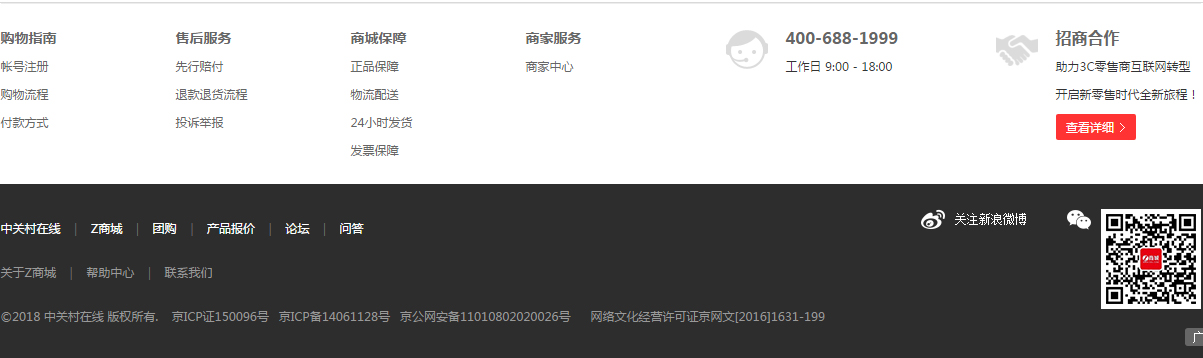 购物指南
帐号注册
购物流程
付款方式
售后服务
先行赔付
退款退货流程
投诉举报
商城保障
正品保障
物流配送
24小时发货
发票保障
商家服务
商家中心
400-688-1999
工作日 9:00 - 18:00
招商合作
助力3C零售商互联网转型
开启新零售时代全新旅程！
查看详细 >
中关村在线 | Z商城 | 团购 | 产品报价 | 论坛 | 问答
关注新浪微博
关于Z商城 | 帮助中心 | 联系我们
©2018 中关村在线 版权所有. 京ICP证150096号 京ICP备14061128号 京公网安备11010802020026号 网络文化经营许可证京网文[2016]1631-199